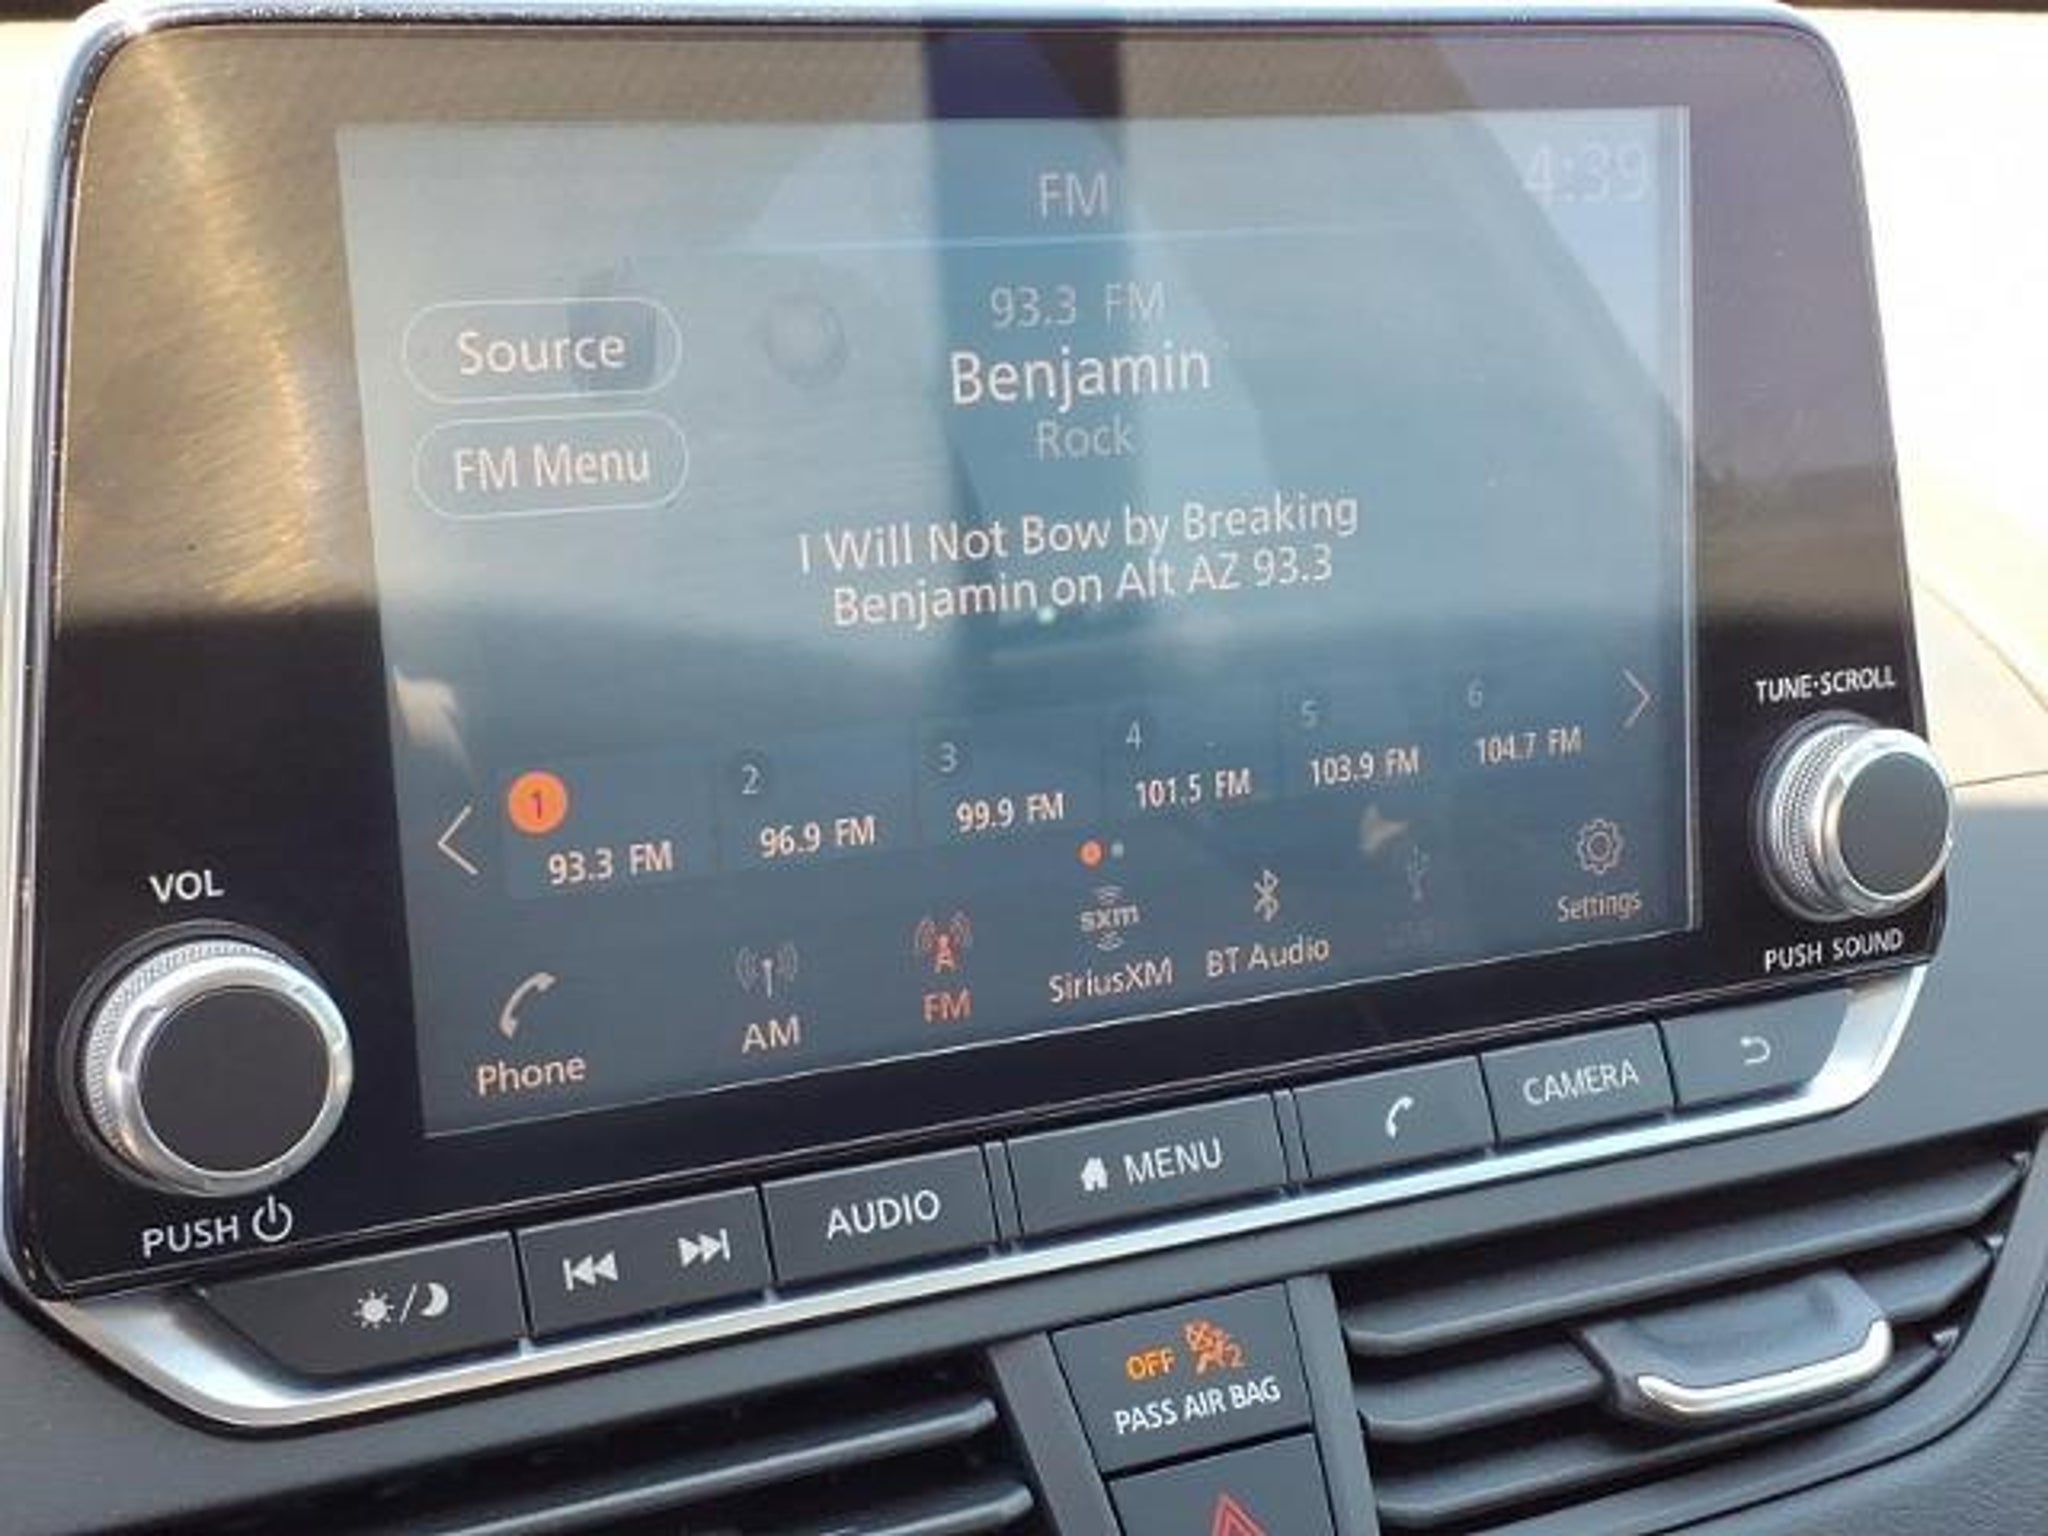 FM
4:39
93.3 FM
Source
Benjamin
Rock
FM Menu
I Will Not Bow by Breaking
Benjamin on Alt AZ 93.3
TUNE·SCROLL
1
2
3
4
5
6
93.3 FM
96.9 FM
99.9 FM
101.5 FM
103.9 FM
104.7 FM
VOL
sxm
Phone
AM
FM
SiriusXM
BT Audio
Settings
PUSH SOUND
PUSH
AUDIO
MENU
CAMERA
OFF
2
PASS AIR BAG